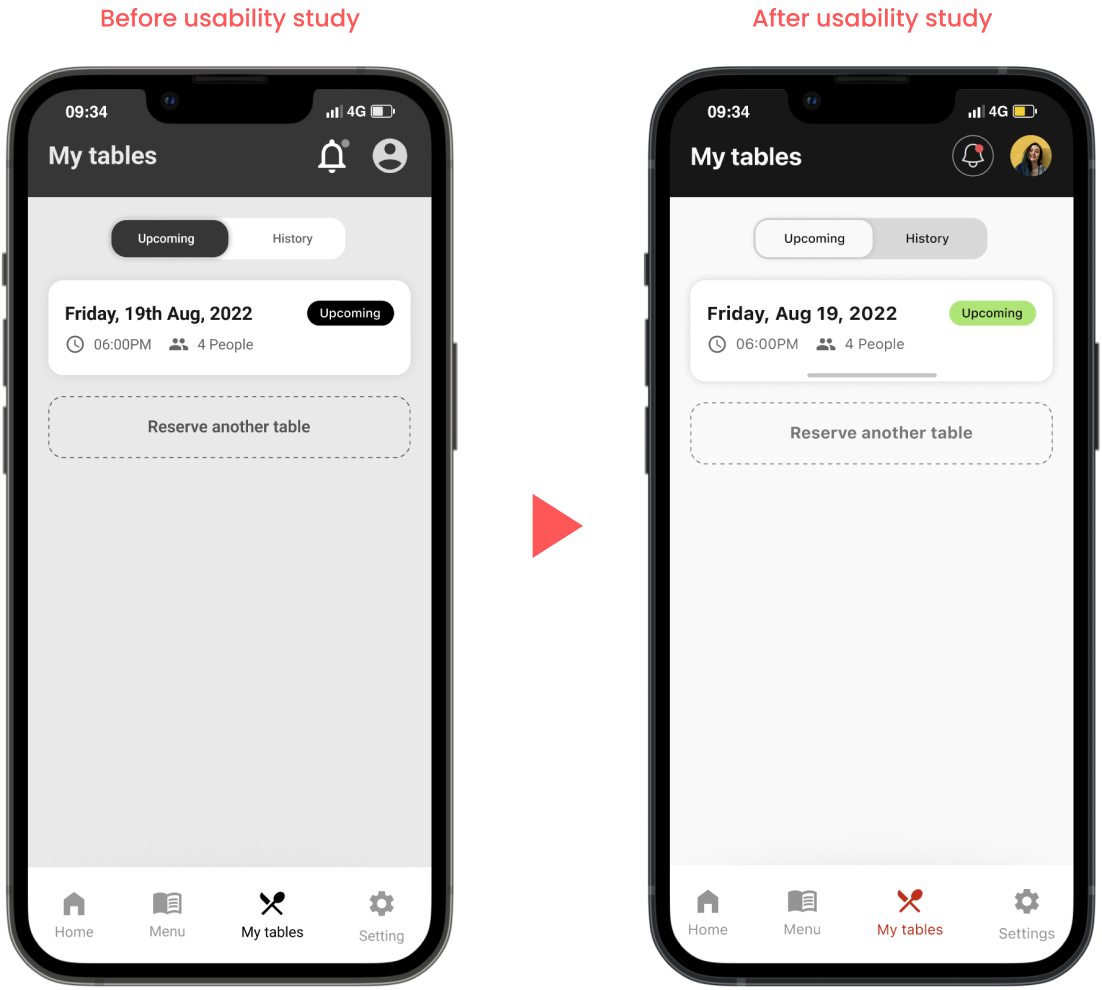 Before usability study
After usability study
09:34
4G
My tables
Upcoming
History
Friday, 19th Aug, 2022
Upcoming
06:00PM
4 People
Reserve another table
Home
Menu
My tables
Setting
09:34
4G
My tables
Upcoming
History
Friday, Aug 19, 2022
Upcoming
06:00PM
4 People
Reserve another table
Home
Menu
My tables
Settings